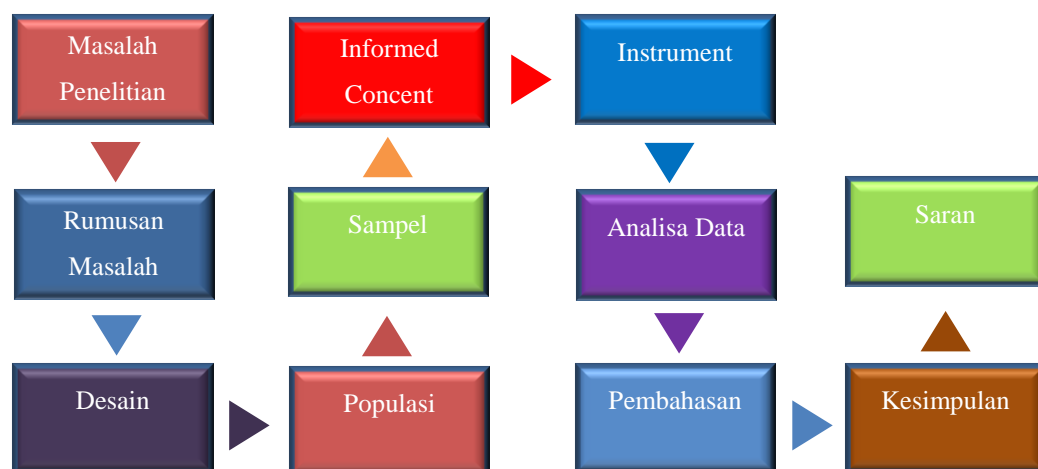 Masalah
Penelitian
Rumusan
Masalah
Desain
Populasi
Sampel
Informed
Concent
Instrument
Analisa Data
Pembahasan
Kesimpulan
Saran